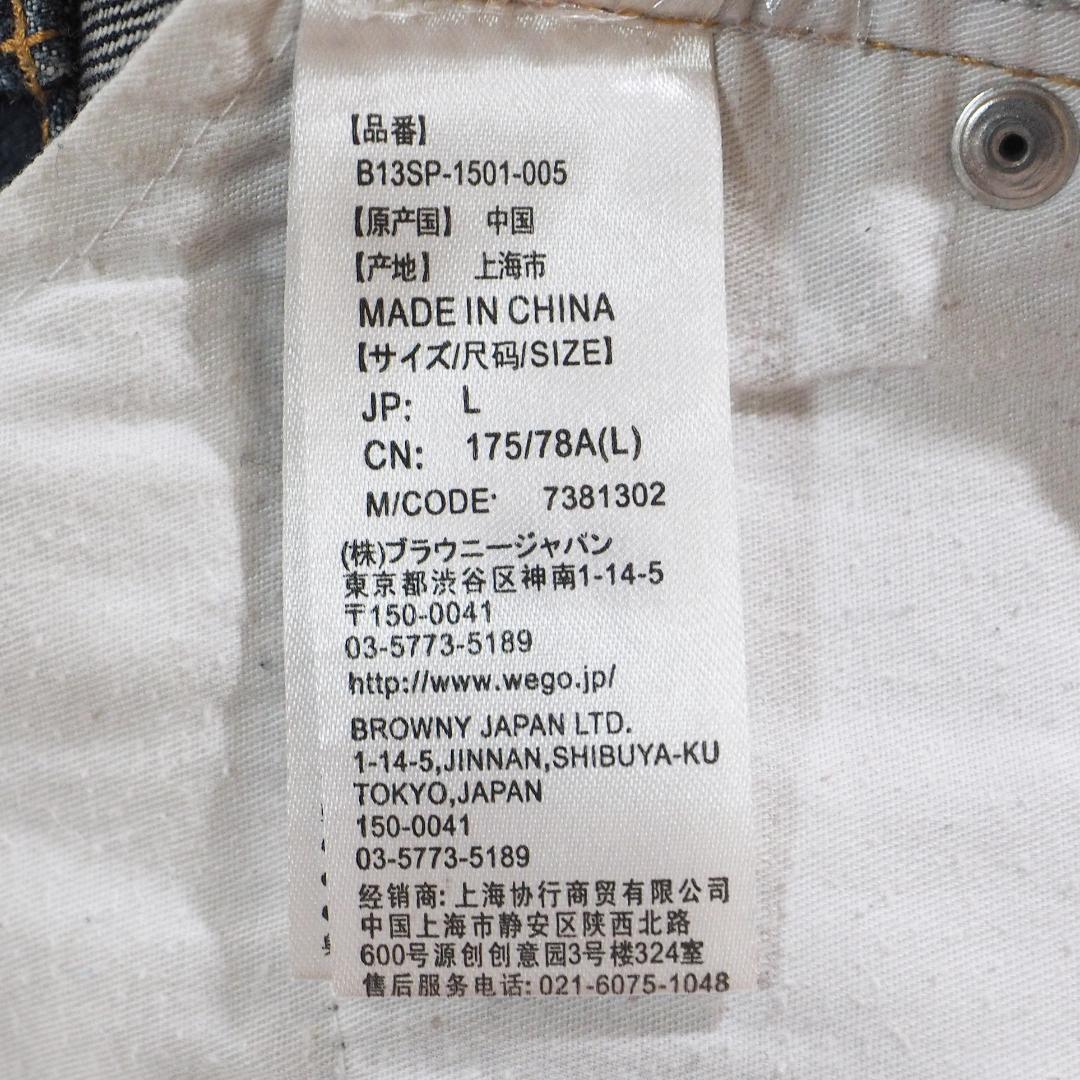 【品番】
B13SP-1501-005
【原产国】 中国
【产地】 上海市
MADE IN CHINA
【サイズ/尺码/SIZE】
JP: L
CN: 175/78A(L)
M/CODE· 7381302
(株)ブラウニージャパン
東京都渋谷区神南1-14-5
〒150-0041
03-5773-5189
http://www.wego.jp/
BROWNY JAPAN LTD.
1-14-5,JINNAN,SHIBUYA-KU
TOKYO,JAPAN
150-0041
03-5773-5189
经销商: 上海协行商贸有限公司
中国上海市静安区陕西北路
600号源创创意园3号楼324室
售后服务电话: 021-6075-1048